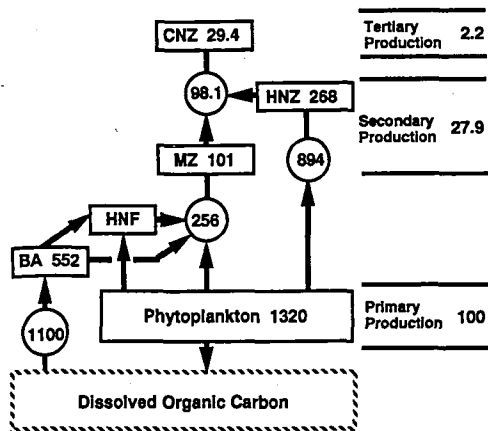 CNZ 29.4
Tertiary
Production 2.2
98.1
HNZ 268
Secondary
Production 27.9
MZ 101
894
HNF
256
BA 552
Phytoplankton 1320
Primary
Production 100
1100
Dissolved Organic Carbon